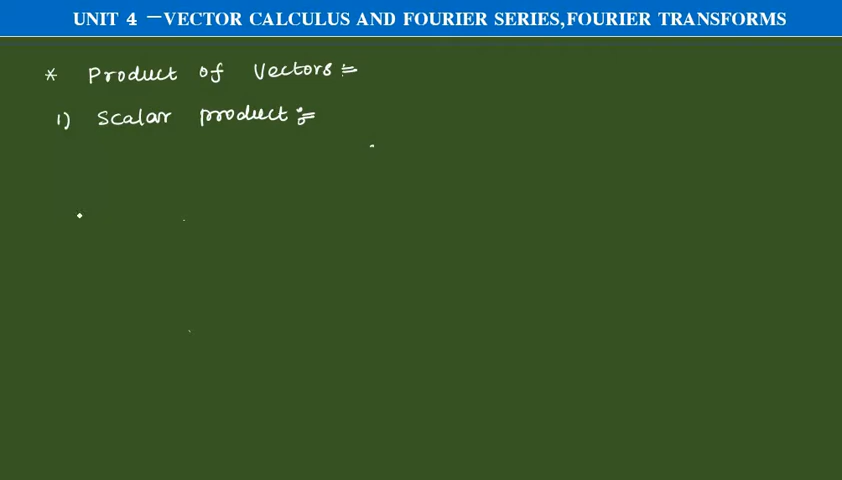 UNIT 4 —VECTOR CALCULUS AND FOURIER SERIES,FOURIER TRANSFORMS
* Product of Vectors :-
1) Scalar product :-